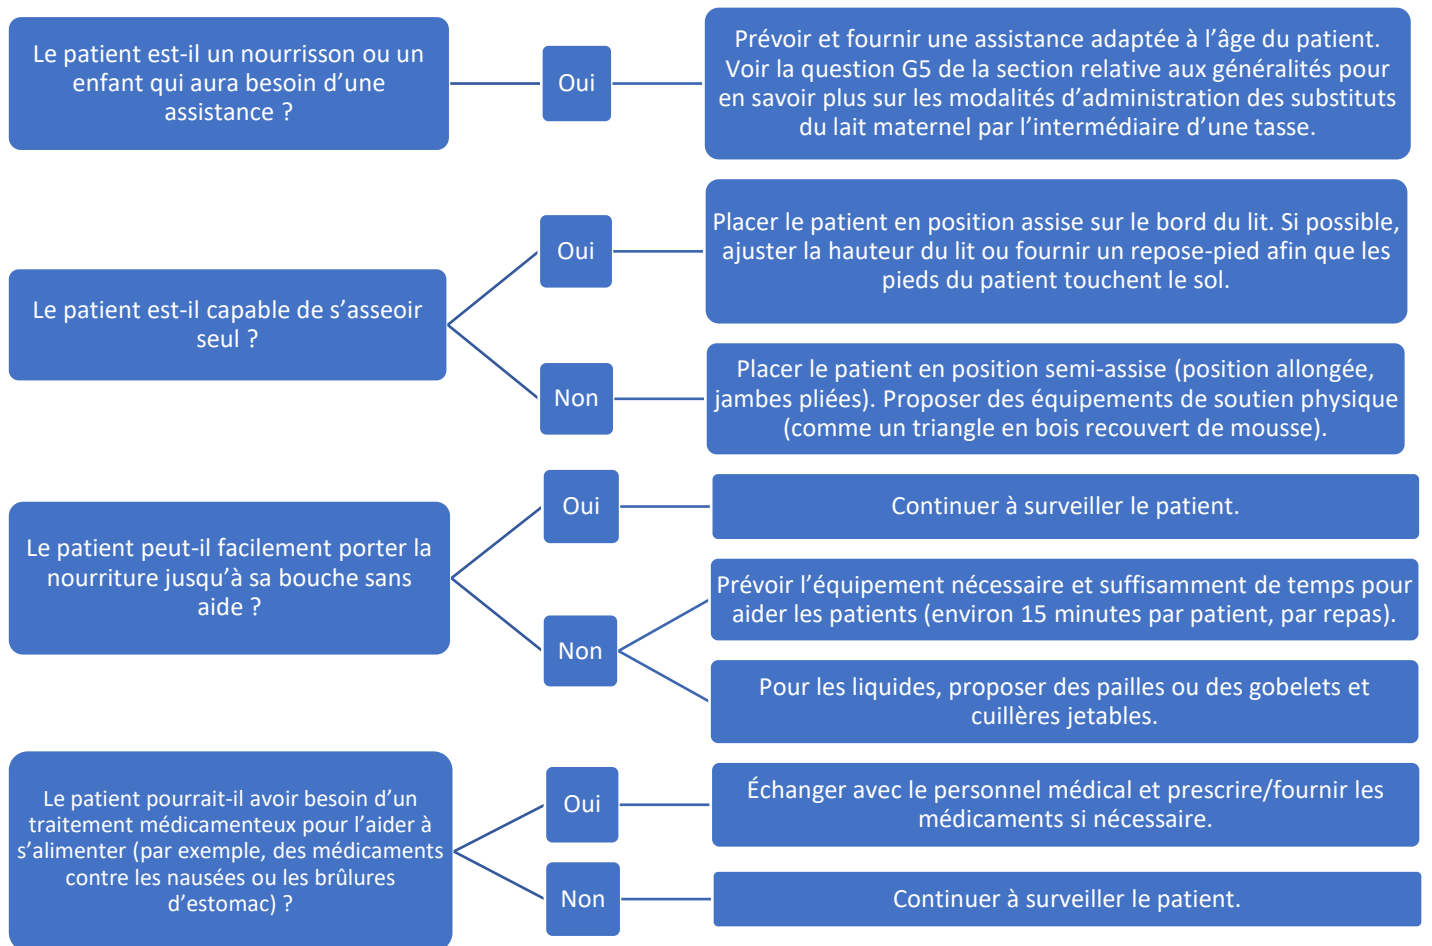 Le patient est-il un nourrisson ou un
enfant qui aura besoin d’une
assistance ?
Oui
Prévoir et fournir une assistance adaptée à l’âge du patient.
Voir la question G5 de la section relative aux généralités pour
en savoir plus sur les modalités d’administration des substituts
du lait maternel par l’intermédiaire d’une tasse.
Le patient est-il capable de s’asseoir
seul ?
Oui
Placer le patient en position assise sur le bord du lit. Si possible,
ajuster la hauteur du lit ou fournir un repose-pied afin que les
pieds du patient touchent le sol.
Non
Placer le patient en position semi-assise (position allongée,
jambes pliées). Proposer des équipements de soutien physique
(comme un triangle en bois recouvert de mousse).
Le patient peut-il facilement porter la
nourriture jusqu’à sa bouche sans
aide ?
Oui
Continuer à surveiller le patient.
Non
Prévoir l’équipement nécessaire et suffisamment de temps pour
aider les patients (environ 15 minutes par patient, par repas).
Pour les liquides, proposer des pailles ou des gobelets et
cuillères jetables.
Le patient pourrait-il avoir besoin d’un
traitement médicamenteux pour l’aider à
s’alimenter (par exemple, des médicaments
contre les nausées ou les brûlures
d’estomac) ?
Oui
Échanger avec le personnel médical et prescrire/fournir les
médicaments si nécessaire.
Non
Continuer à surveiller le patient.